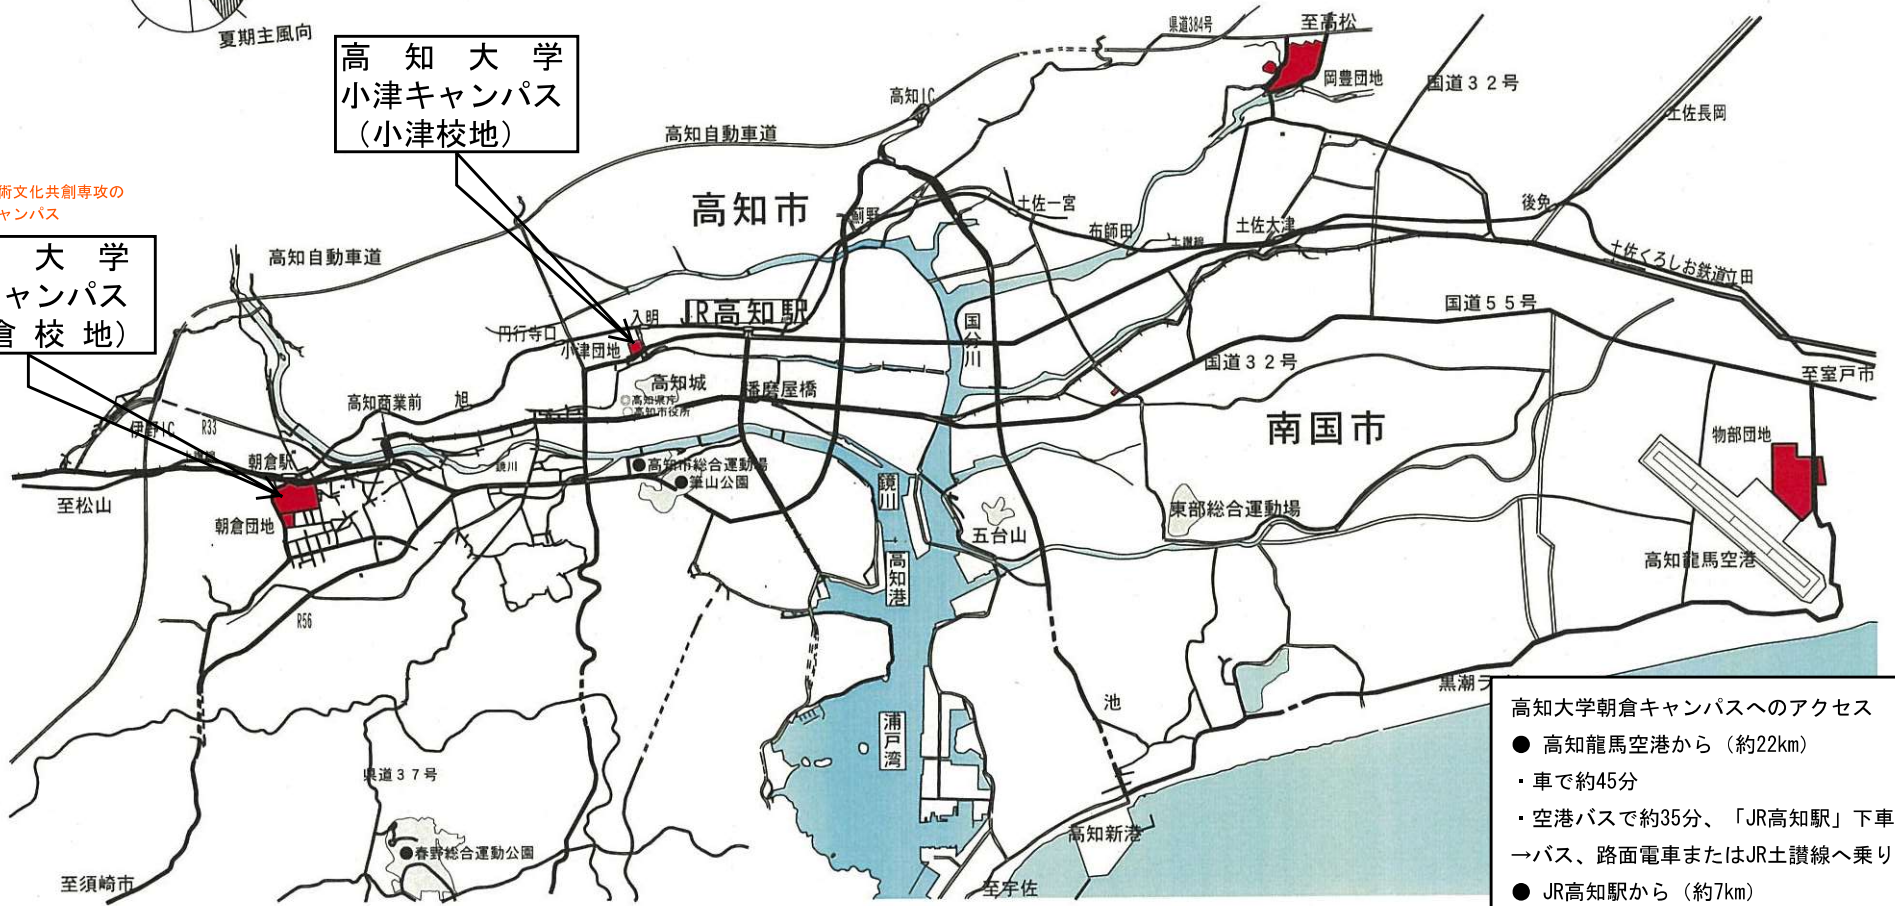 夏期主風向
高知大学
小津キャンパス
（小津校地）
術文化共創専攻の
ャンパス
大学
ャンパス
倉校地）
県道384号
至高松
岡豊団地
国道32号
土佐長岡
高知IC
高知自動車道
高知市
薊野
土佐一宮
布師田
土讃線
土佐大津
後免
土佐くろしお鉄道
立田
高知自動車道
JR高知駅
入明
円行寺口
小津団地
国分川
国道55号
国道32号
至室戸市
高知城
◎高知県庁
○高知市役所
播磨屋橋
高知商業前
旭
南国市
物部団地
伊野IC
R33
土讃線
朝倉駅
鏡川
●高知市総合運動場
●筆山公園
鏡川
至松山
朝倉団地
五台山
東部総合運動場
高知龍馬空港
高知港
R56
池
浦戸湾
黒潮ラ
県道37号
●春野総合運動公園
高知新港
至須崎市
至宇佐
高知大学朝倉キャンパスへのアクセス
● 高知龍馬空港から（約22km）
・車で約45分
・空港バスで約35分、「JR高知駅」下車
→バス、路面電車またはJR土讃線へ乗り
● JR高知駅から（約7km）